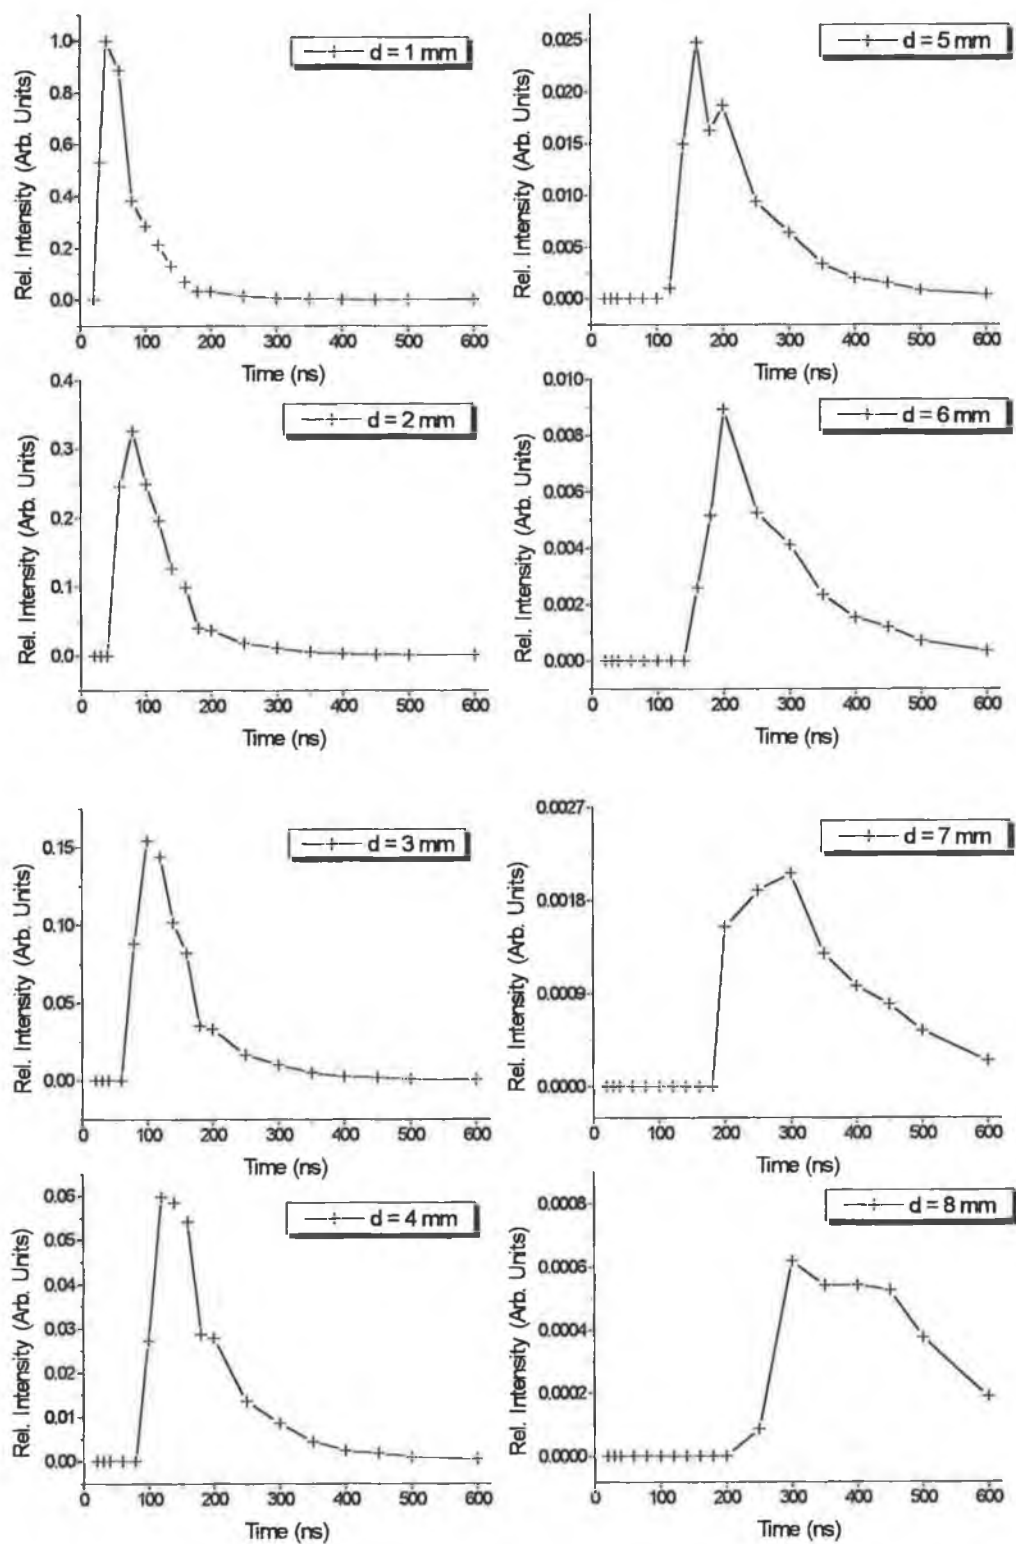 d = 1 mm
Rel. Intensity (Arb. Units)
1.0
0.8
0.6
0.4
0.2
0.0
0 100 200 300 400 500 600
Time (ns)
d = 5 mm
Rel. Intensity (Arb. Units)
0.025
0.020
0.015
0.010
0.005
0.000
0 100 200 300 400 500 600
Time (ns)
d = 2 mm
Rel. Intensity (Arb. Units)
0.4
0.3
0.2
0.1
0.0
0 100 200 300 400 500 600
Time (ns)
d = 6 mm
Rel. Intensity (Arb. Units)
0.010
0.008
0.006
0.004
0.002
0.000
0 100 200 300 400 500 600
Time (ns)
d = 3 mm
Rel. Intensity (Arb. Units)
0.15
0.10
0.05
0.00
0 100 200 300 400 500 600
Time (ns)
d = 7 mm
Rel. Intensity (Arb. Units)
0.0027
0.0018
0.0009
0.0000
0 100 200 300 400 500 600
Time (ns)
d = 4 mm
Rel. Intensity (Arb. Units)
0.06
0.05
0.04
0.03
0.02
0.01
0.00
0 100 200 300 400 500 600
Time (ns)
d = 8 mm
Rel. Intensity (Arb. Units)
0.0008
0.0006
0.0004
0.0002
0.0000
0 100 200 300 400 500 600
Time (ns)